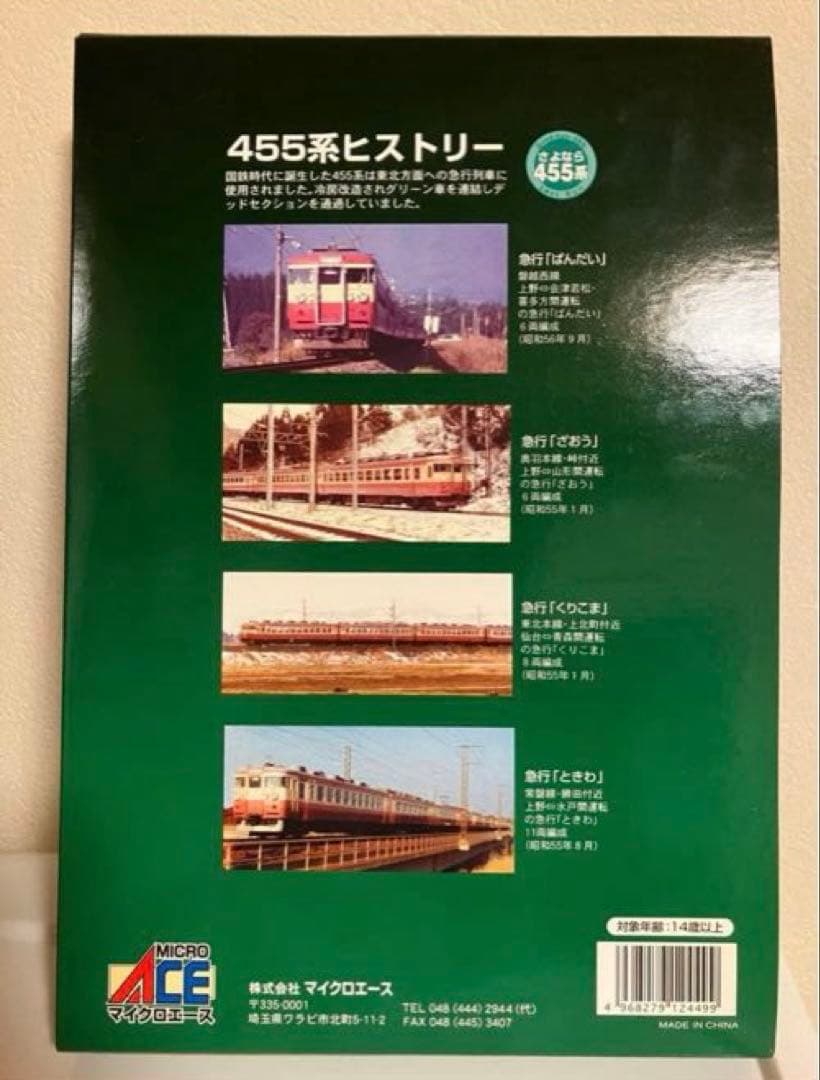 455系ヒストリー
さよなら
455系
国鉄時代に誕生した455系は東北方面への急行列車に
使用されました。冷房改造されグリーン車を連結しデ
ッドセクションを通過していました。
急行「ばんだい」
磐越西線
上野⇔会津若松・
喜多方間運転
の急行「ばんだい」
6両編成
(昭和56年9月)
急行「ざおう」
奥羽本線・峠付近
上野⇔山形間運転
の急行「ざおう」
6両編成
(昭和55年1月)
急行「くりこま」
東北本線・上北町付近
仙台⇔青森間運転
の急行「くりこま」
8両編成
(昭和55年1月)
急行「ときわ」
常磐線・勝田付近
上野⇔水戸間運転
の急行「ときわ」
11両編成
(昭和55年8月)
対象年齢:14歳以上
4 968279 124499
MADE IN CHINA
MICRO
ACE
マイクロエース
株式会社 マイクロエース
〒335-0001
埼玉県ワラビ市北町5-11-2
TEL 048 (444) 2944 (代)
FAX 048 (445) 3407